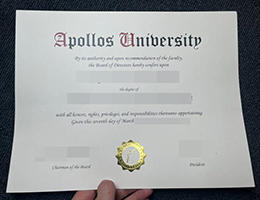 Apollos University
By its authority and upon recommendation of the faculty,
the Board of Directors hereby confers upon
the degree of
with all honors, rights, privileges, and responsibilities thereunto appertaining
Given this seventh day of March
Chairman of the Board
President